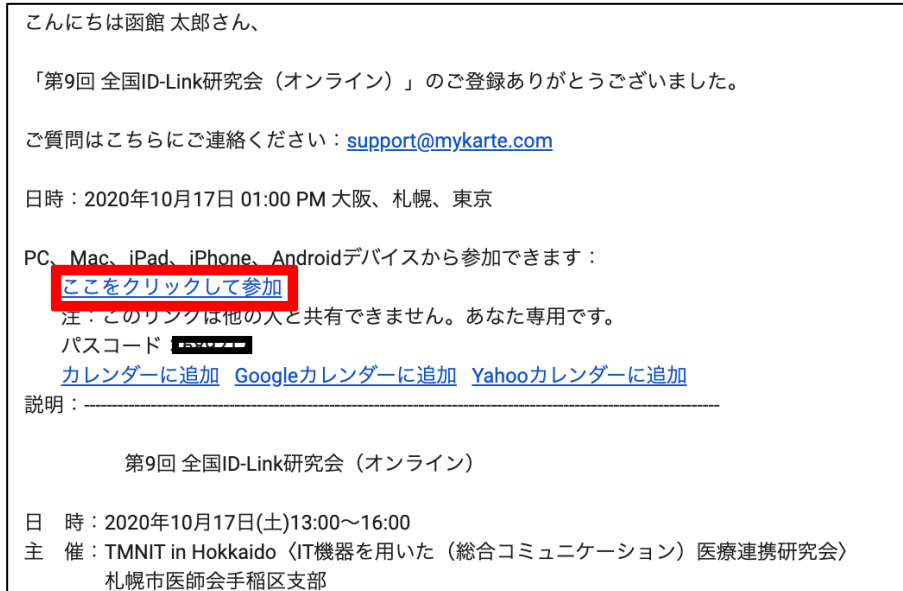 こんにちは函館 太郎さん、
「第9回 全国ID-Link研究会（オンライン）」のご登録ありがとうございました。
ご質問はこちらにご連絡ください：support@mykarte.com
日時：2020年10月17日 01:00 PM 大阪、札幌、東京
PC、Mac、iPad、iPhone、Androidデバイスから参加できます：
ここをクリックして参加
注：このリンクは他の人と共有できません。あなた専用です。
パスコード：
カレンダーに追加 Googleカレンダーに追加 Yahooカレンダーに追加
説明：----------------------------------------------------------------------
第9回 全国ID-Link研究会（オンライン）
日　時：2020年10月17日(土)13:00～16:00
主　催：TMNIT in Hokkaido〈IT機器を用いた（総合コミュニケーション）医療連携研究会〉
札幌市医師会手稲区支部